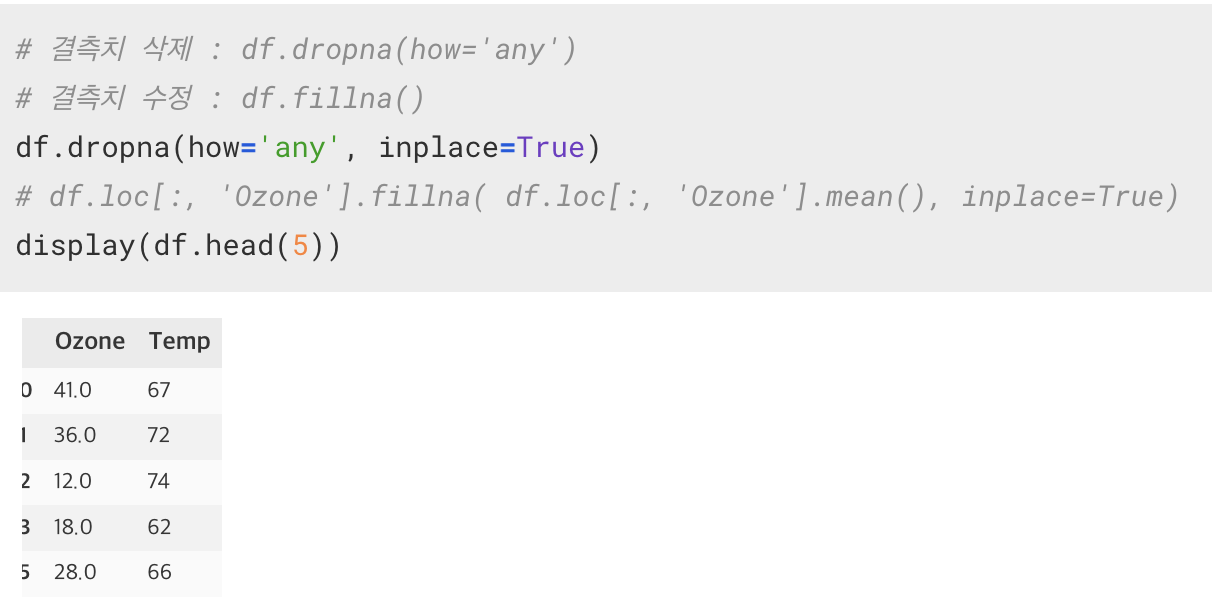 # 결측치 삭제 : df.dropna(how='any')
# 결측치 수정 : df.fillna()
df.dropna(how='any', inplace=True)
# df.loc[:, 'Ozone'].fillna( df.loc[:, 'Ozone'].mean(), inplace=True)
display(df.head(5))
Ozone Temp
0 41.0 67
1 36.0 72
2 12.0 74
3 18.0 62
5 28.0 66